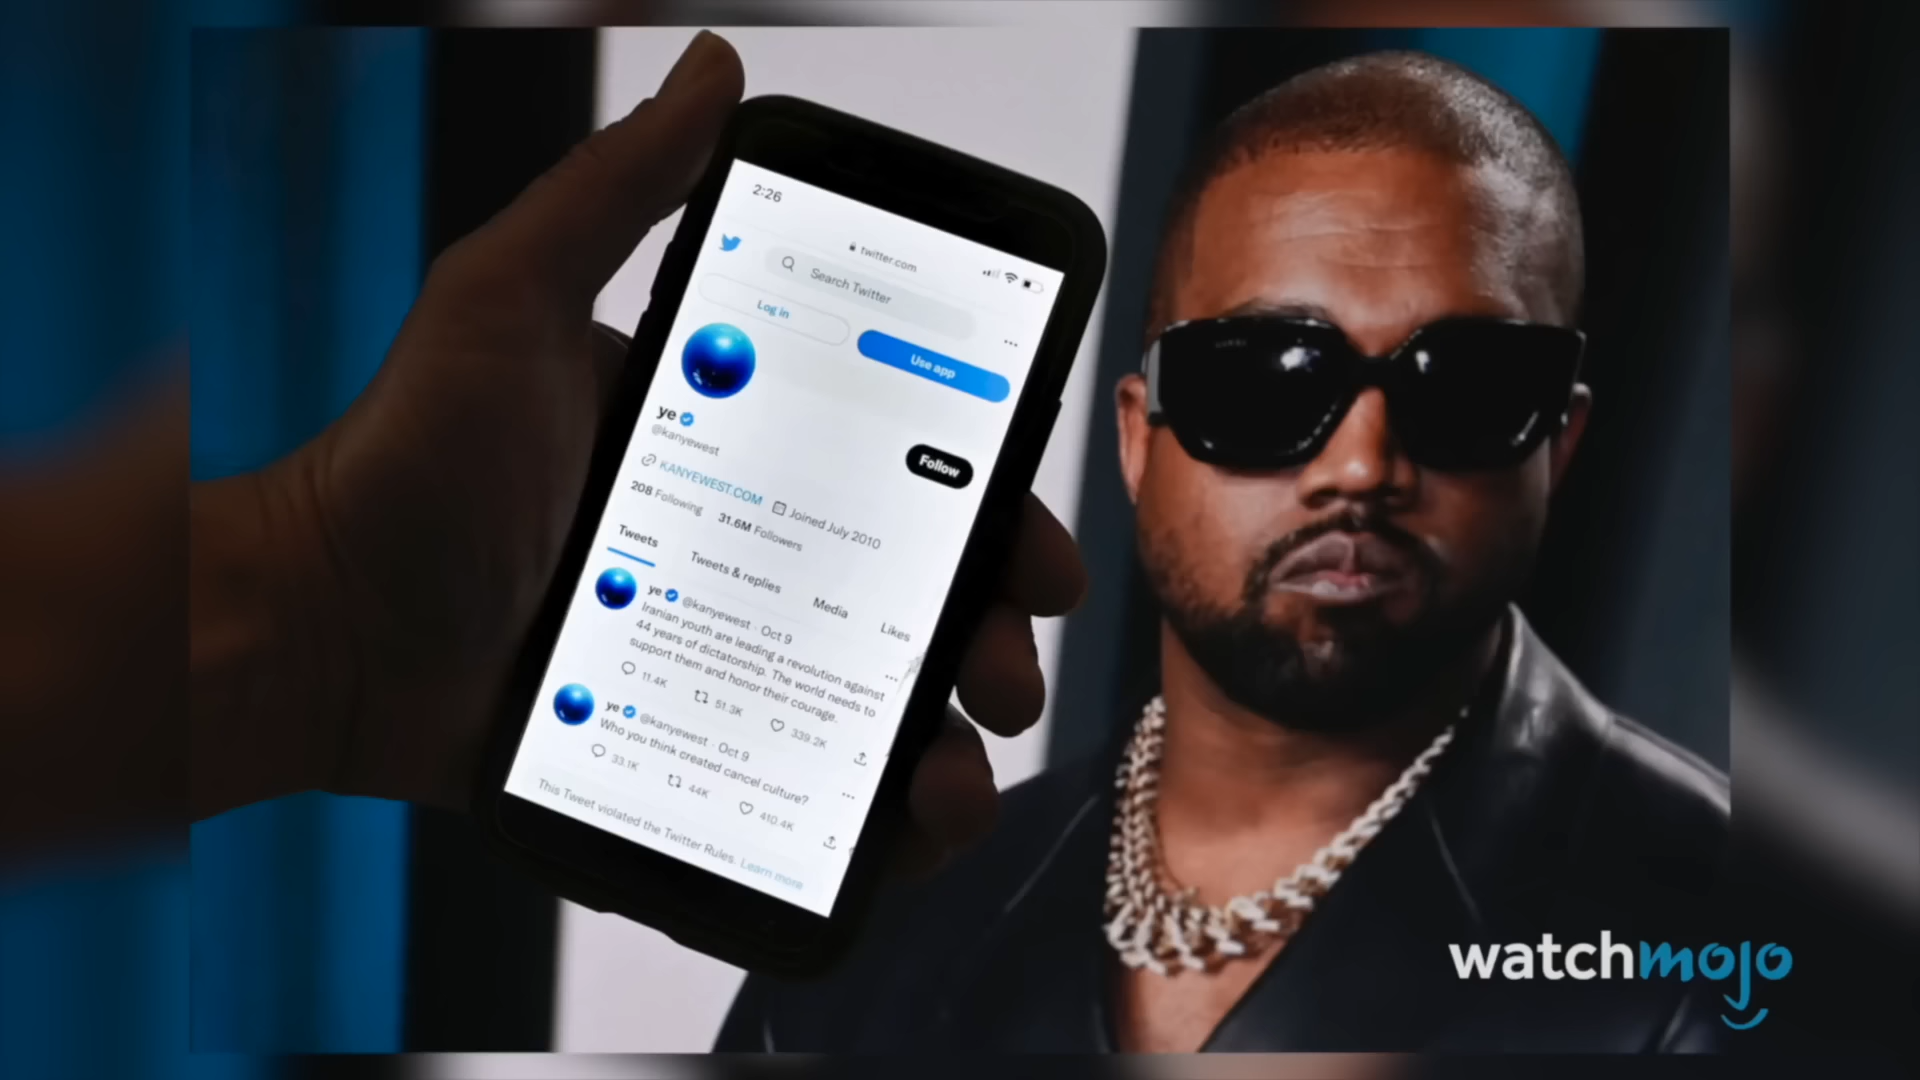 2:26
twitter.com
Search Twitter
Log in
Use app
ye
@kanyewest
Follow
KANYEWEST.COM Joined July 2010
208 Following 31.6M Followers
Tweets Tweets & replies Media Likes
ye @kanyewest · Oct 9
Iranian youth are leading a revolution against
44 years of dictatorship. The world needs to
support them and honor their courage.
11.4K 51.3K 339.2K
ye @kanyewest · Oct 9
Who you think created cancel culture?
33.1K 44K 410.4K
This Tweet violated the Twitter Rules. Learn more
watchmojo